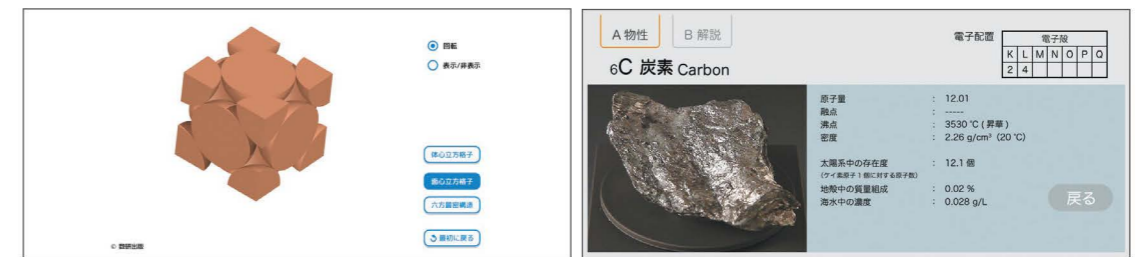 回転
表示/非表示
体心立方格子
面心立方格子
六方最密構造
最初に戻る
© 数研出版
A 物性
B 解説
6C 炭素 Carbon
電子配置
電子殻
K L M N O P Q
2 4
原子量 : 12.01
融点 : -----
沸点 : 3530 ℃ ( 昇華 )
密度 : 2.26 g/cm³ (20 ℃)
太陽系中の存在度 : 12.1 個
(ケイ素原子 1 個に対する原子数)
地殻中の質量組成 : 0.02 %
海水中の濃度 : 0.028 g/L
戻る